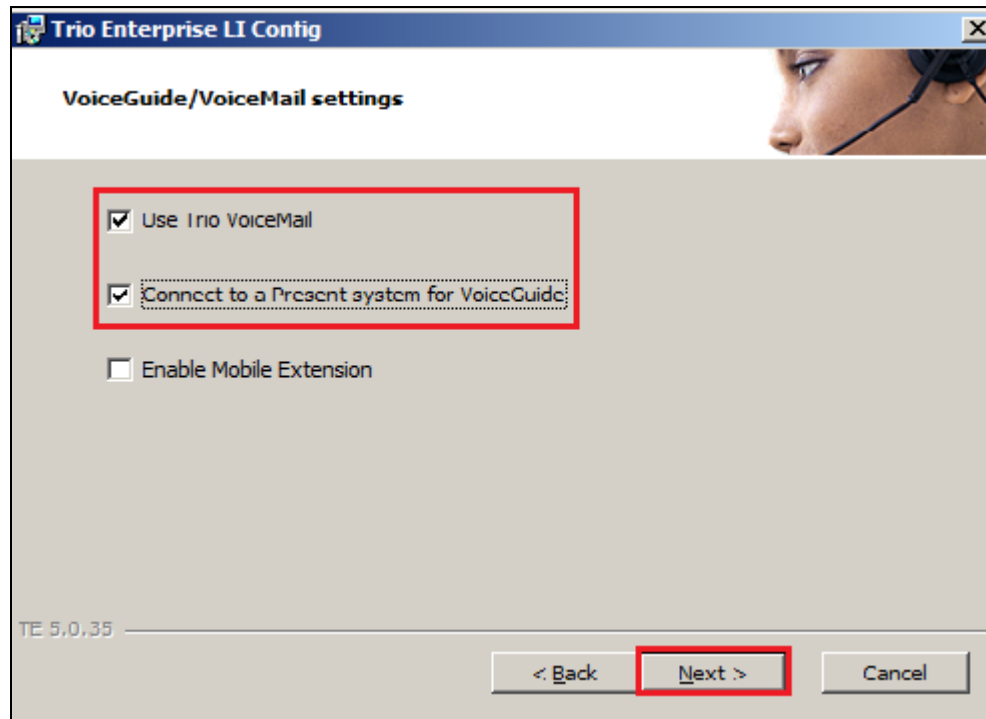 Trio Enterprise LI Config
VoiceGuide/VoiceMail settings
Use Trio VoiceMail
Connect to a Present system for VoiceGuide
Enable Mobile Extension
TE 5.0.35
< Back Next > Cancel